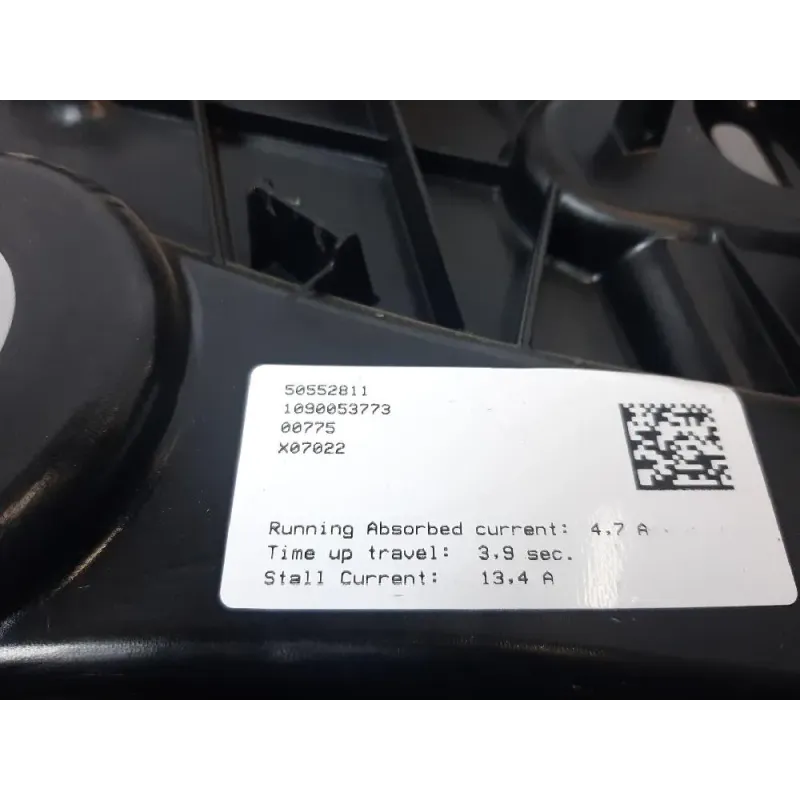 50552811
1090053773
00775
X07022
Running Absorbed current: 4,7 A
Time up travel: 3,9 sec.
Stall Current: 13,4 A